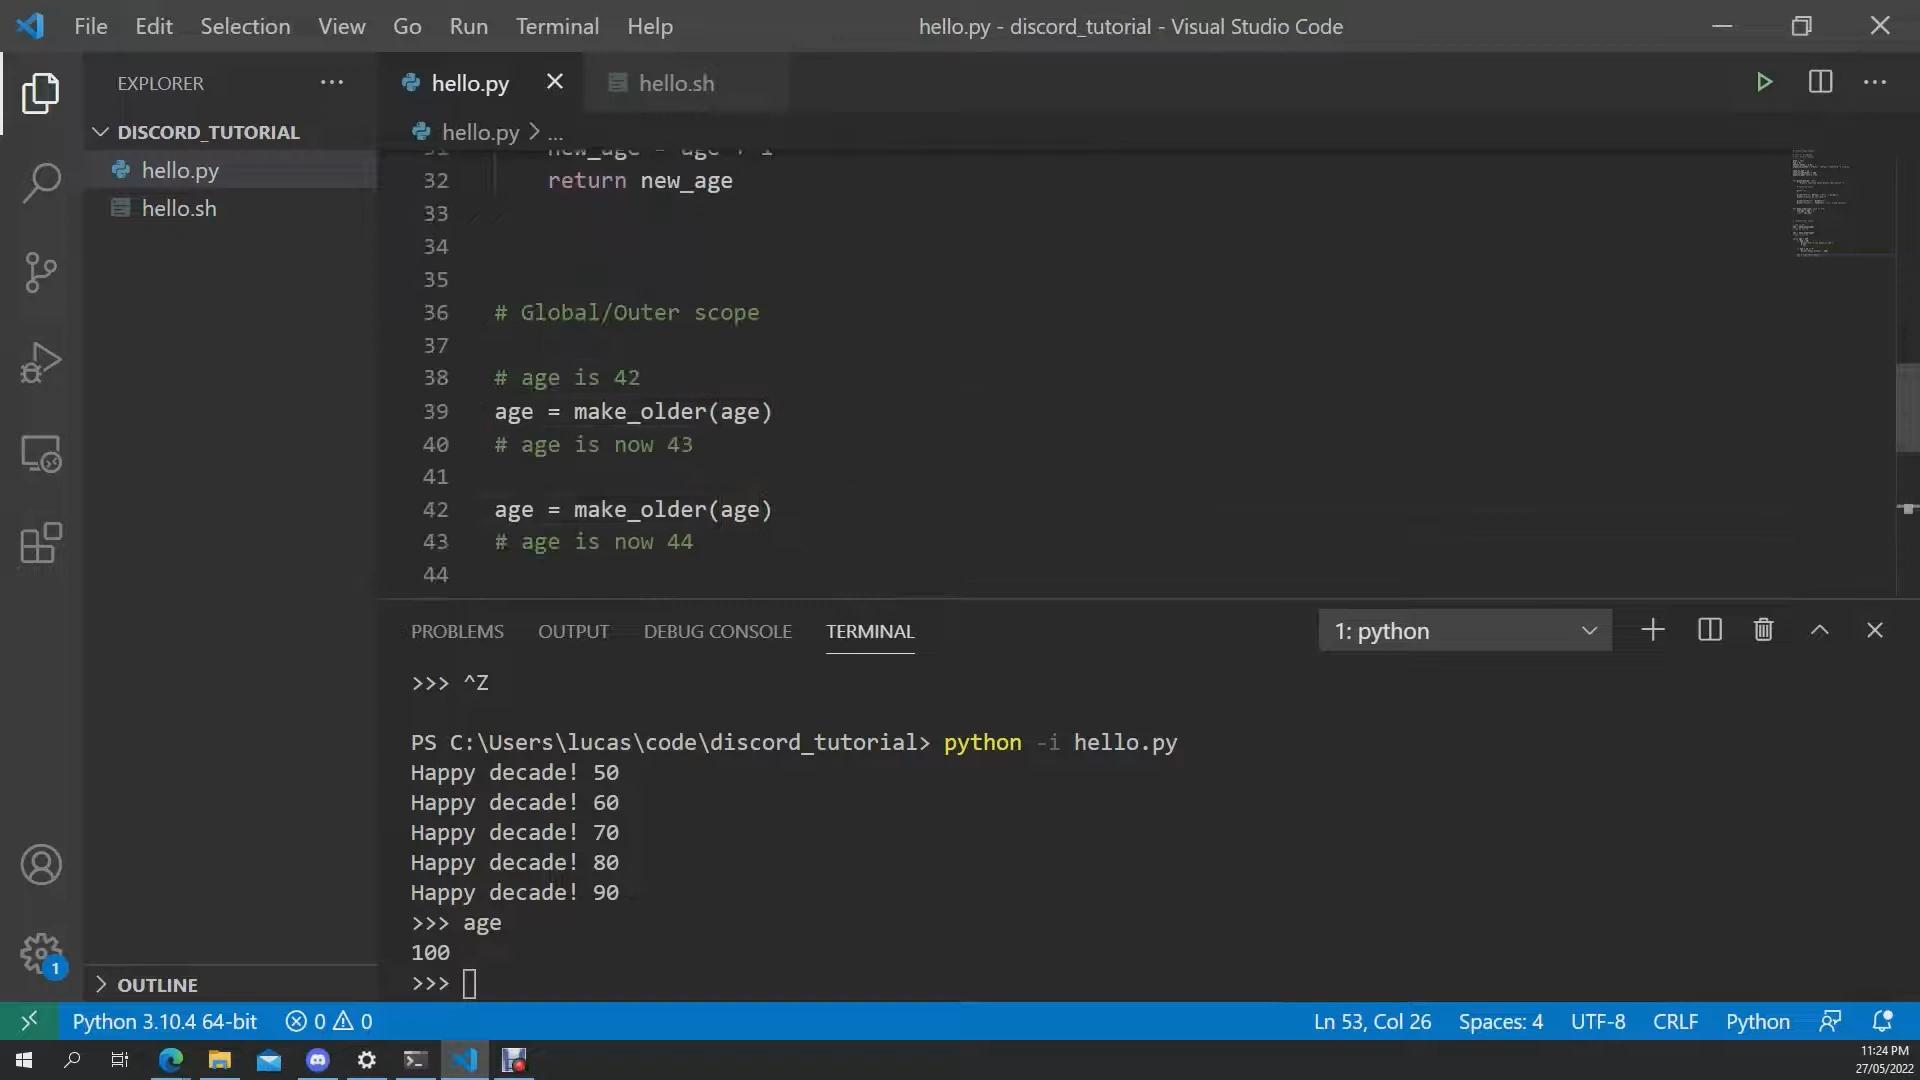 File Edit Selection View Go Run Terminal Help
hello.py - discord_tutorial - Visual Studio Code
EXPLORER
hello.py
hello.sh
DISCORD_TUTORIAL
hello.py
hello.sh
hello.py > ...
31 new_age = age + 1
32 return new_age
33
34
35
36 # Global/Outer scope
37
38 # age is 42
39 age = make_older(age)
40 # age is now 43
41
42 age = make_older(age)
43 # age is now 44
44
PROBLEMS OUTPUT DEBUG CONSOLE TERMINAL
1: python
>>> ^Z
PS C:\Users\lucas\code\discord_tutorial> python -i hello.py
Happy decade! 50
Happy decade! 60
Happy decade! 70
Happy decade! 80
Happy decade! 90
>>> age
100
>>>
1
OUTLINE
Python 3.10.4 64-bit 0 0
Ln 53, Col 26 Spaces: 4 UTF-8 CRLF Python
11:24 PM
27/05/2022